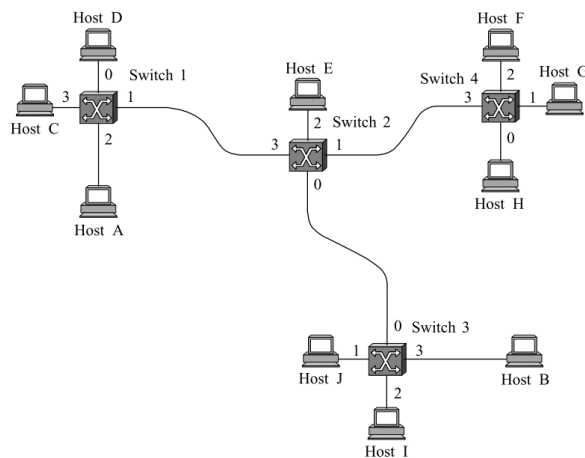 Host D
0
Switch 1
3
1
Host C
2
Host A
Host E
2
Switch 2
3
1
0
Host F
Switch 4
2
3
1
Host G
0
Host H
0
Switch 3
1
3
Host J
Host B
2
Host I